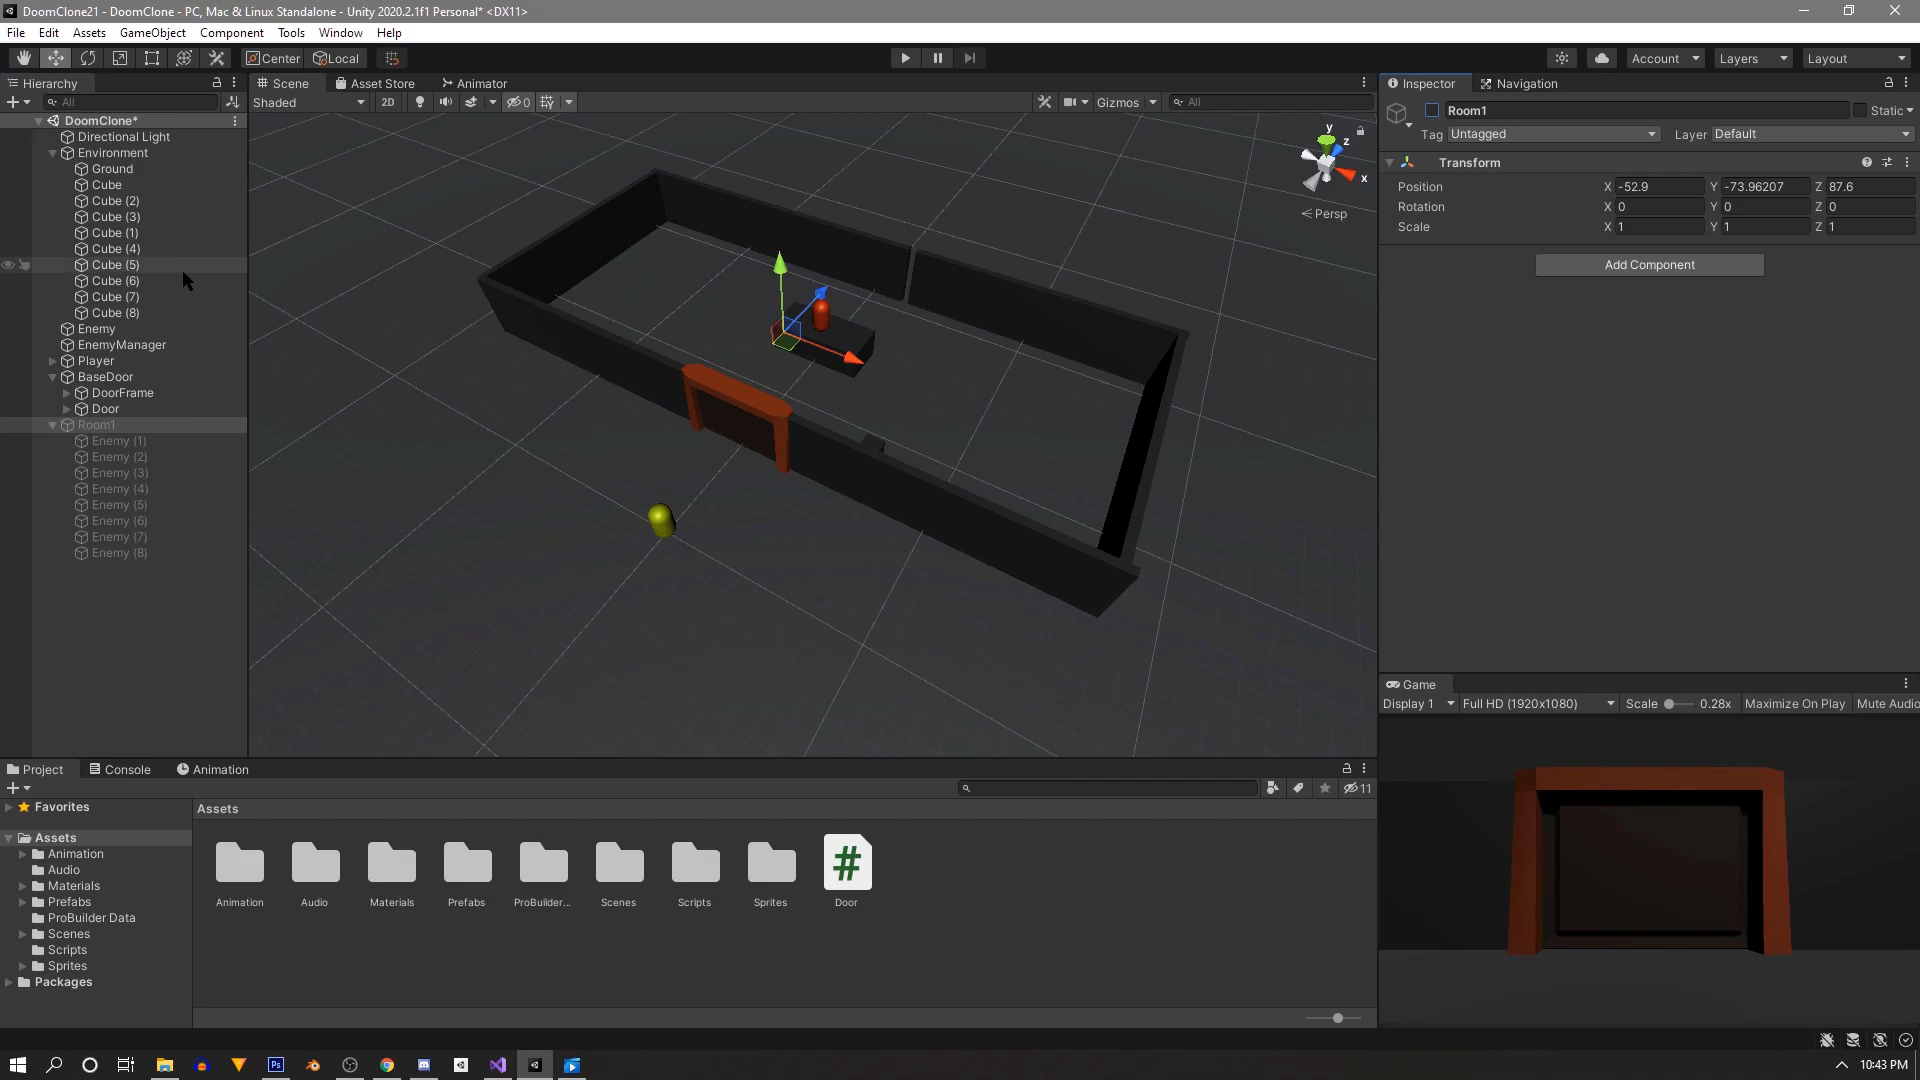 DoomClone21 - DoomClone - PC, Mac & Linux Standalone - Unity 2020.2.1f1 Personal* <DX11>
File Edit Assets GameObject Component Tools Window Help
Center Local Account Layers Layout
Hierarchy Scene Asset Store Animator Inspector Navigation
All Shaded 2D 0 Gizmos All
DoomClone*
Directional Light
Environment
Ground
Cube
Cube (2)
Cube (3)
Cube (1)
Cube (4)
Cube (5)
Cube (6)
Cube (7)
Cube (8)
Enemy
EnemyManager
Player
BaseDoor
DoorFrame
Door
Room1
Enemy (1)
Enemy (2)
Enemy (3)
Enemy (4)
Enemy (5)
Enemy (6)
Enemy (7)
Enemy (8)
y
z
x
Persp
Room1 Static
Tag Untagged Layer Default
Transform
Position X -52.9 Y -73.96207 Z 87.6
Rotation X 0 Y 0 Z 0
Scale X 1 Y 1 Z 1
Add Component
Game
Display 1 Full HD (1920x1080) Scale 0.28x Maximize On Play Mute Audio
Project Console Animation
11
Favorites
Assets
Animation
Audio
Materials
Prefabs
ProBuilder Data
Scenes
Scripts
Sprites
Packages
Assets
#
Animation Audio Materials Prefabs ProBuilder... Scenes Scripts Sprites Door
Ps
10:43 PM